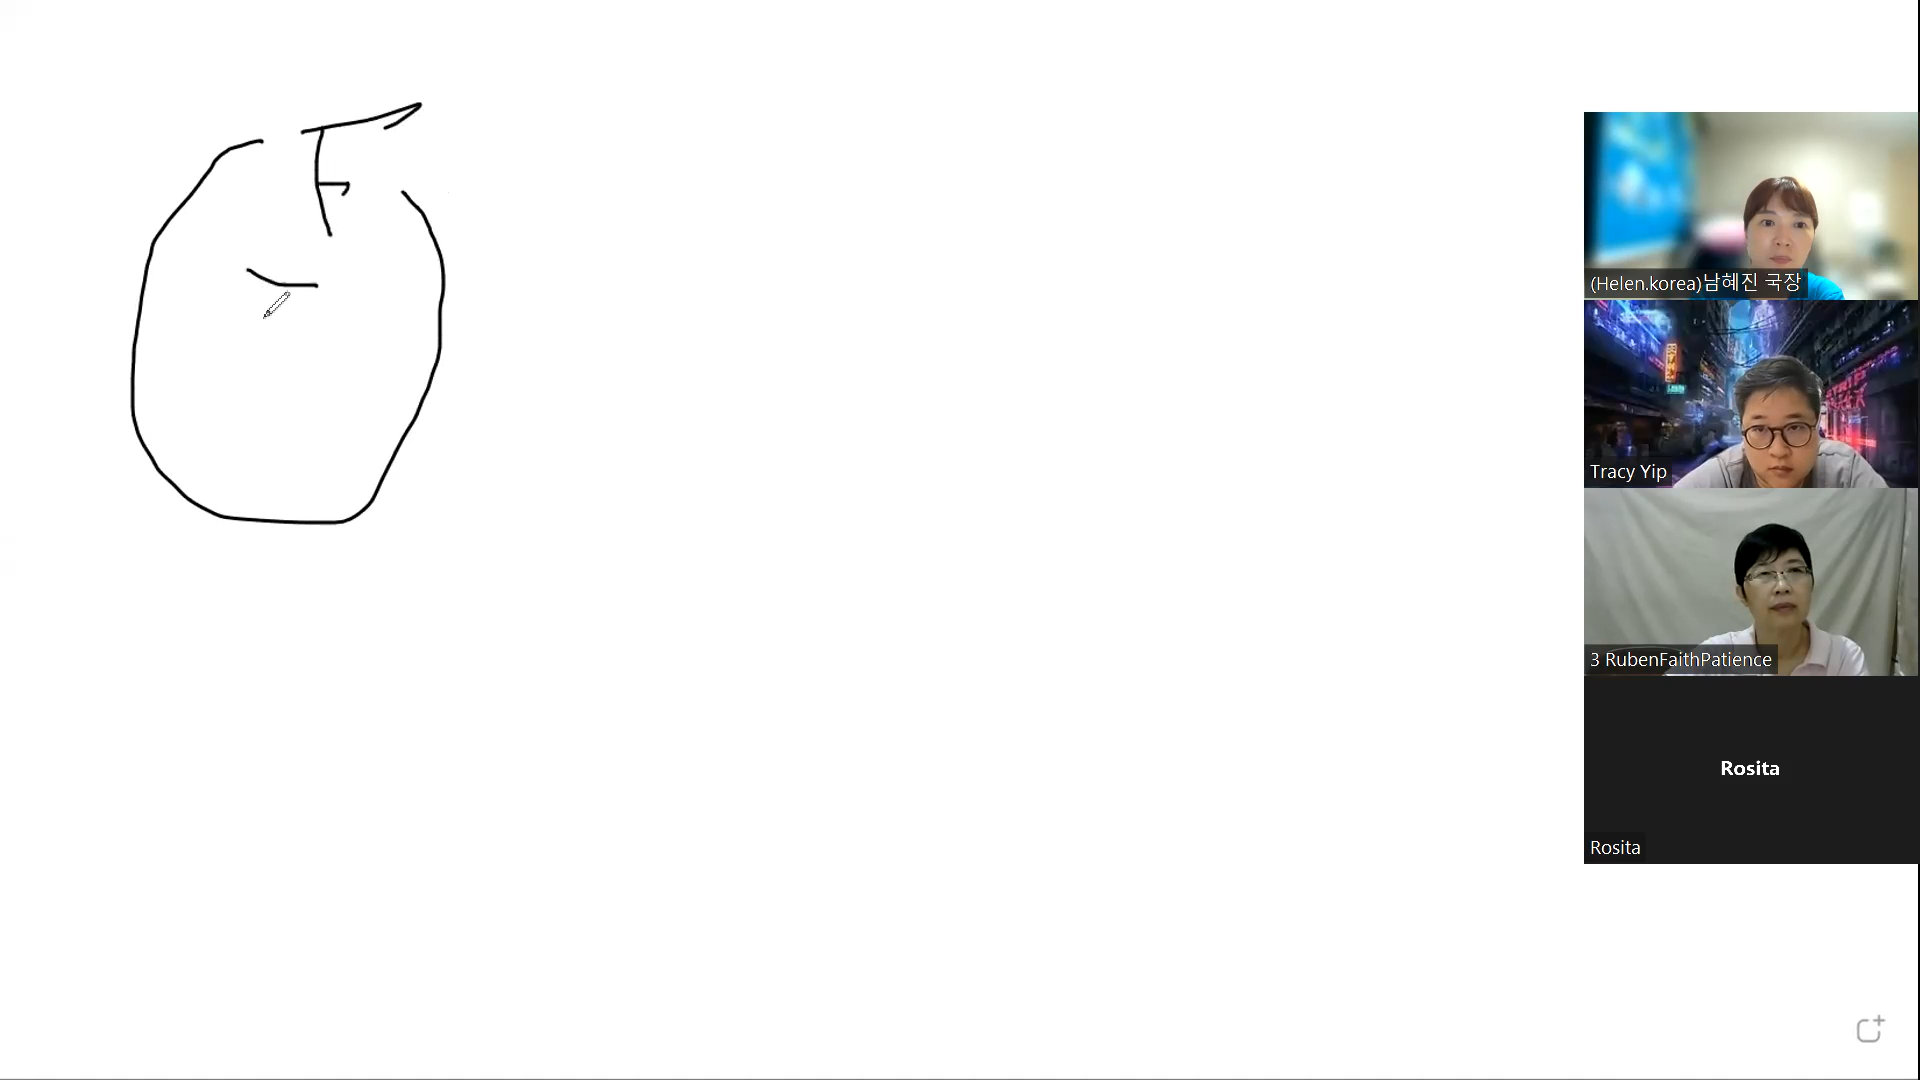 (Helen.korea)남혜진 국장
Tracy Yip
3 RubenFaithPatience
Rosita
Rosita